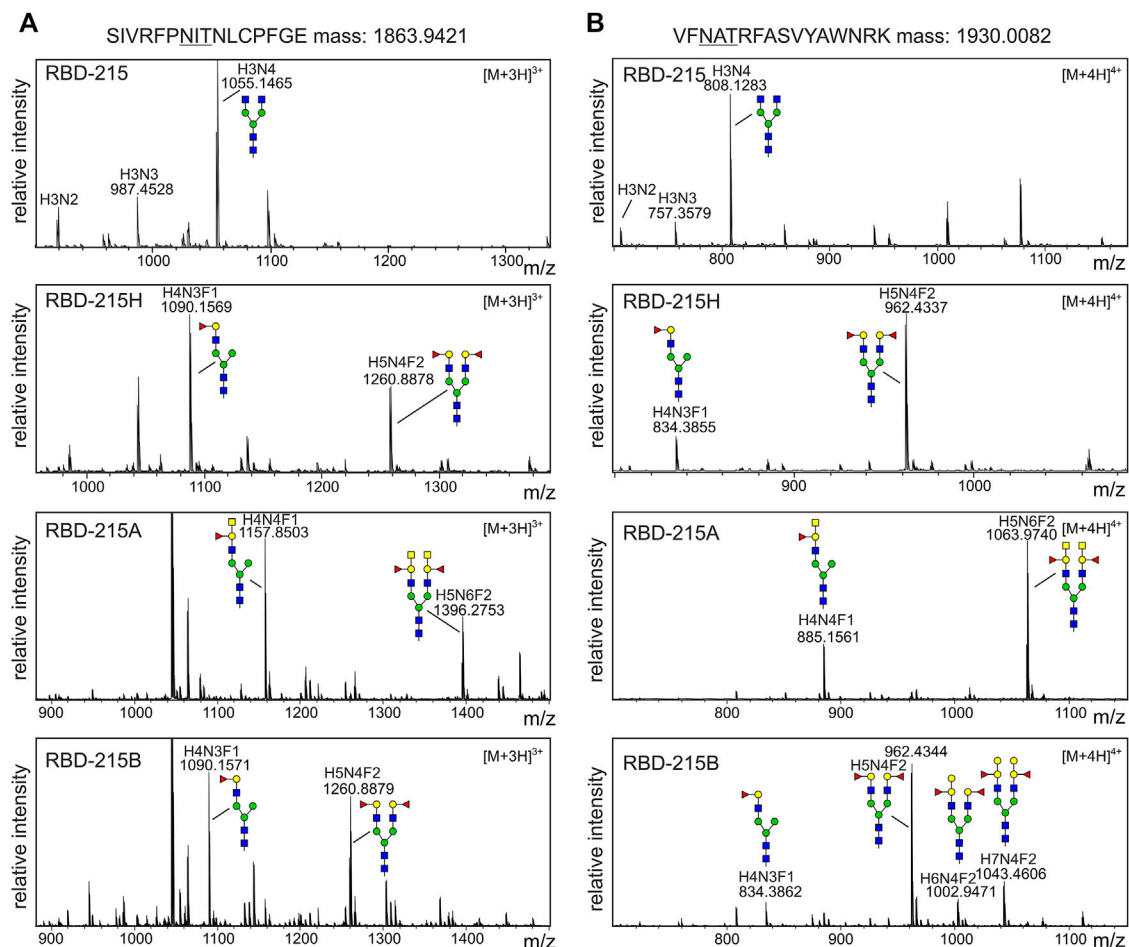 A
SIVRFPNITNLCPFGE mass: 1863.9421
RBD-215
[M+3H]3+
H3N4
1055.1465
H3N3
987.4528
H3N2
relative intensity
1000 1100 1200 1300
m/z
RBD-215H
[M+3H]3+
H4N3F1
1090.1569
H5N4F2
1260.8878
relative intensity
1000 1100 1200 1300
m/z
RBD-215A
[M+3H]3+
H4N4F1
1157.8503
H5N6F2
1396.2753
relative intensity
900 1000 1100 1200 1300 1400
m/z
RBD-215B
[M+3H]3+
H4N3F1
1090.1571
H5N4F2
1260.8879
relative intensity
900 1000 1100 1200 1300 1400
m/z
B
VFNATRFASVYAWNRK mass: 1930.0082
RBD-215
[M+4H]4+
H3N4
808.1283
H3N2
H3N3
757.3579
relative intensity
800 900 1000 1100
m/z
RBD-215H
[M+4H]4+
H5N4F2
962.4337
H4N3F1
834.3855
relative intensity
900 1000
m/z
RBD-215A
[M+4H]4+
H5N6F2
1063.9740
H4N4F1
885.1561
relative intensity
800 900 1000 1100
m/z
RBD-215B
[M+4H]4+
962.4344
H5N4F2
H4N3F1
834.3862
H6N4F2
1002.9471
H7N4F2
1043.4606
relative intensity
800 900 1000 1100
m/z